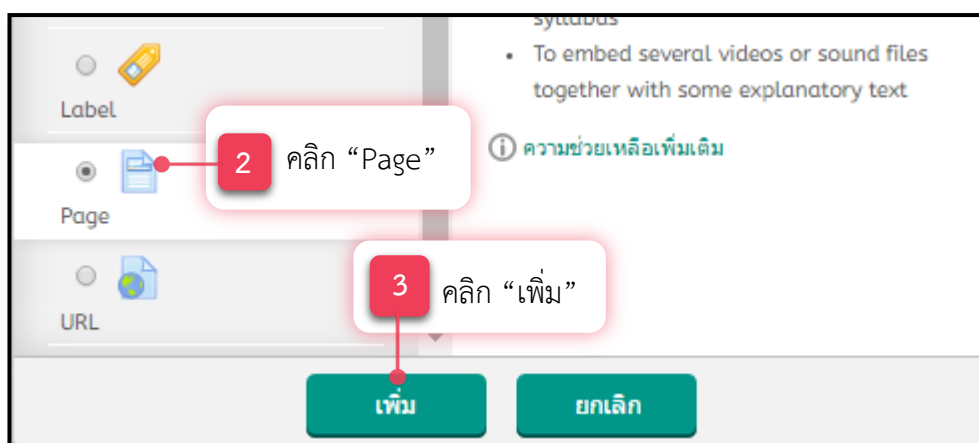 syllabus
• To embed several videos or sound files
together with some explanatory text
ความช่วยเหลือเพิ่มเติม
Label
2 คลิก “Page”
Page
3 คลิก “เพิ่ม”
URL
เพิ่ม
ยกเลิก